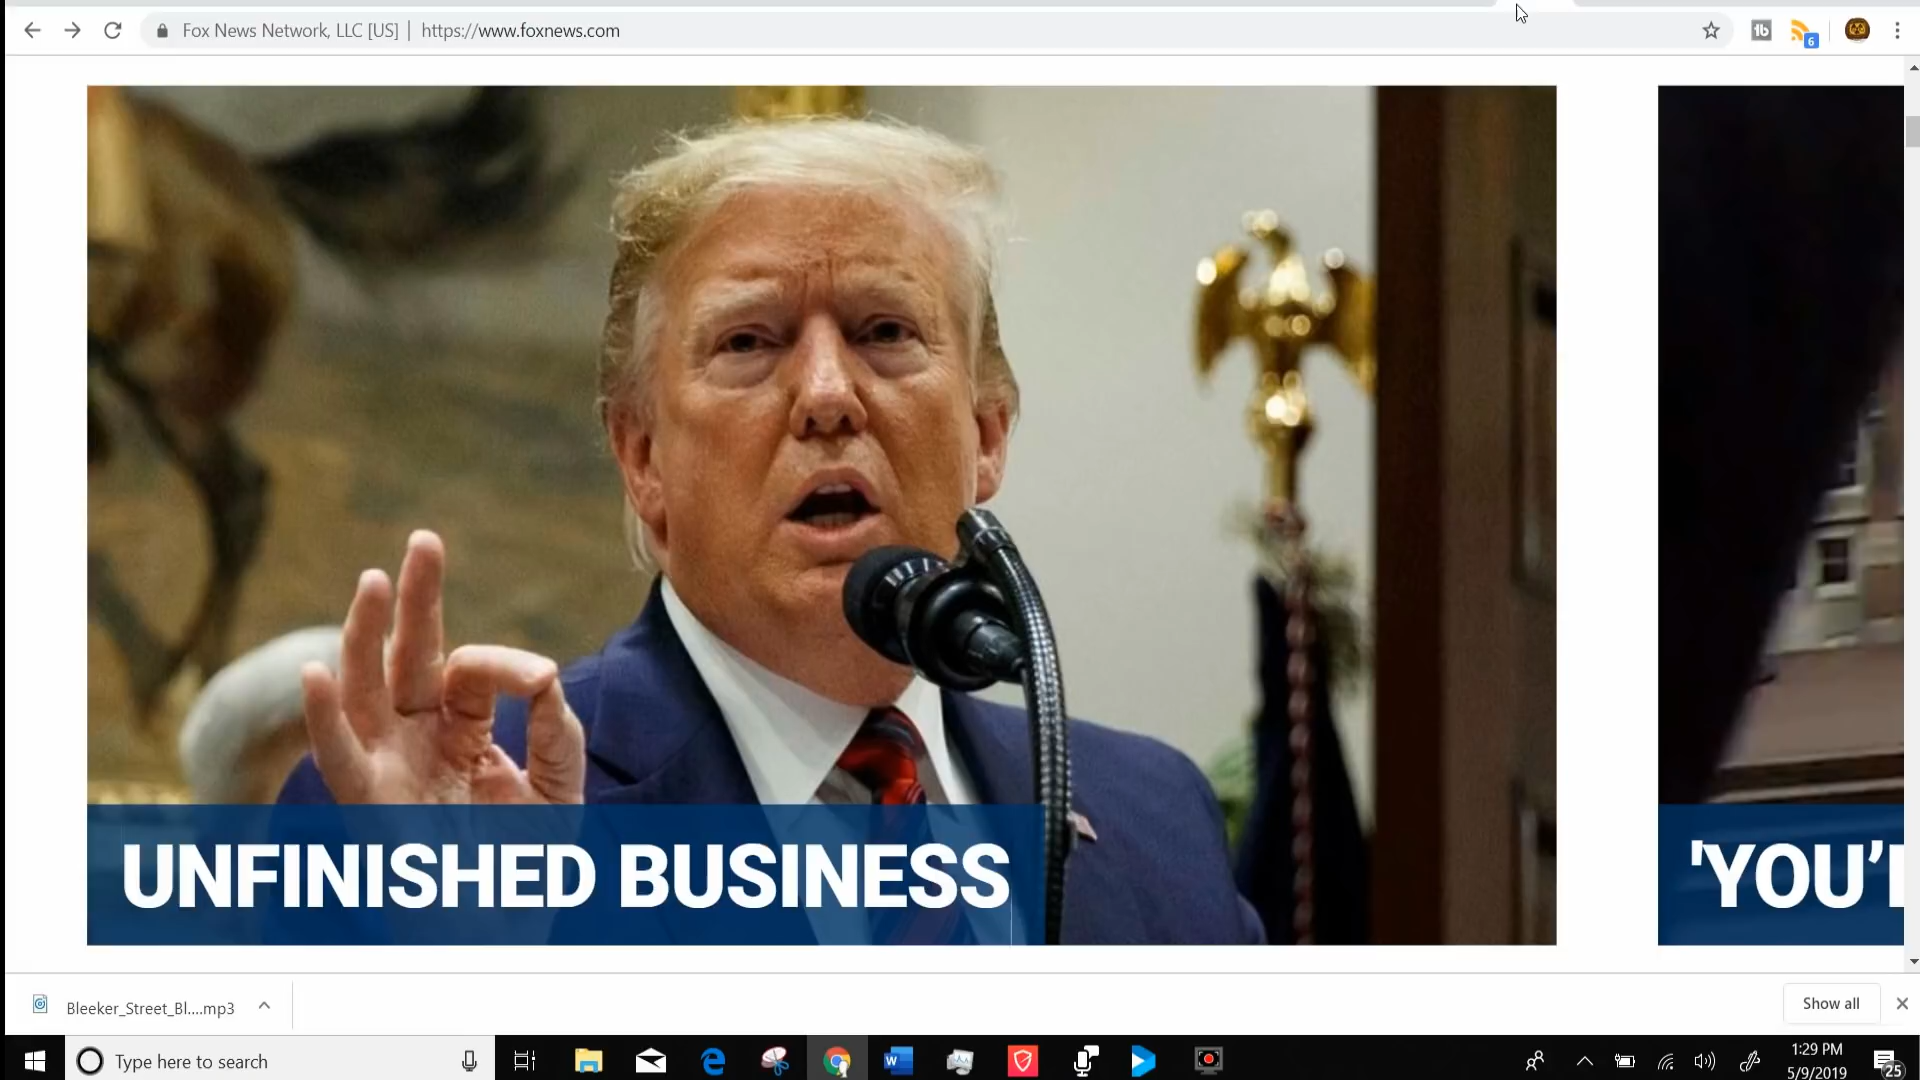 Fox News Network, LLC [US] | https://www.foxnews.com
6
UNFINISHED BUSINESS
'YOU'
Bleeker_Street_Bl....mp3
Show all
Type here to search
1:29 PM
5/9/2019
25